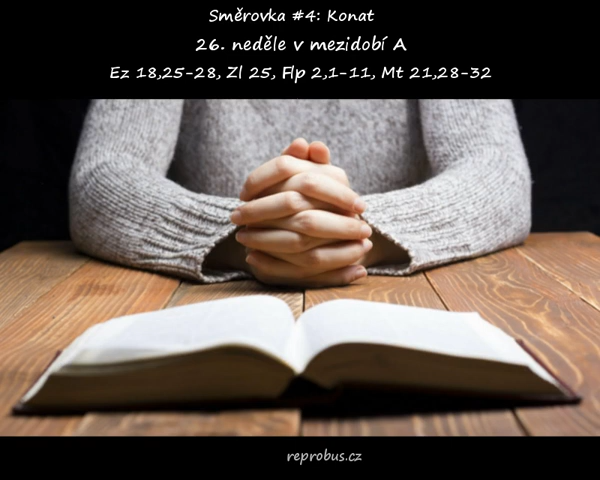 Směrovka #4: Konat
26. neděle v mezidobí A
Ez 18,25-28, Zl 25, Flp 2,1-11, Mt 21,28-32
reprobus.cz